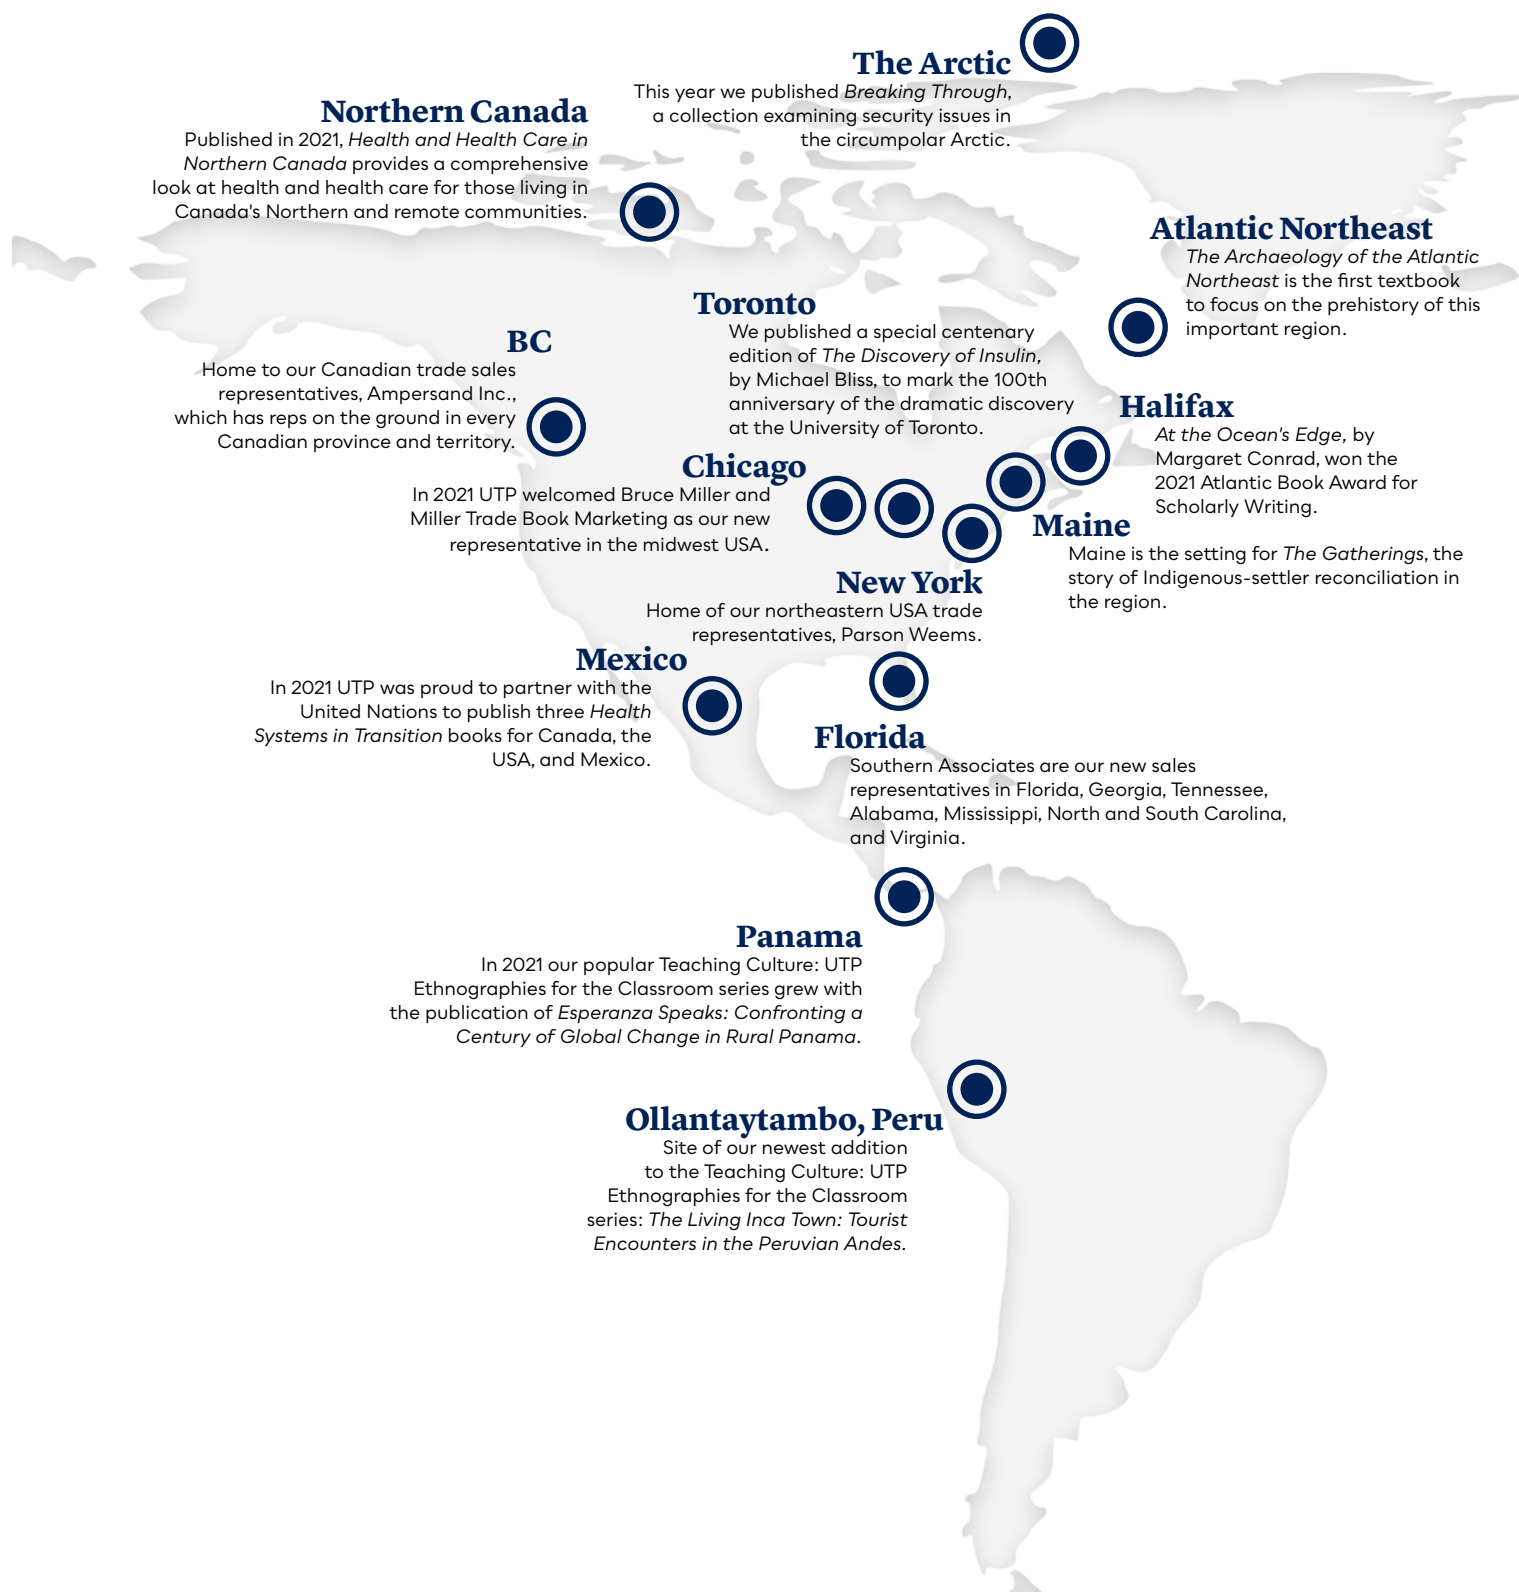 The Arctic
This year we published Breaking Through,
a collection examining security issues in
the circumpolar Arctic.
Northern Canada
Published in 2021, Health and Health Care in
Northern Canada provides a comprehensive
look at health and health care for those living in
Canada's Northern and remote communities.
Atlantic Northeast
The Archaeology of the Atlantic
Northeast is the first textbook
to focus on the prehistory of this
important region.
Toronto
We published a special centenary
edition of The Discovery of Insulin,
by Michael Bliss, to mark the 100th
anniversary of the dramatic discovery
at the University of Toronto.
BC
Home to our Canadian trade sales
representatives, Ampersand Inc.,
which has reps on the ground in every
Canadian province and territory.
Halifax
At the Ocean's Edge, by
Margaret Conrad, won the
2021 Atlantic Book Award for
Scholarly Writing.
Chicago
In 2021 UTP welcomed Bruce Miller and
Miller Trade Book Marketing as our new
representative in the midwest USA.
Maine
Maine is the setting for The Gatherings, the
story of Indigenous-settler reconciliation in
the region.
New York
Home of our northeastern USA trade
representatives, Parson Weems.
Mexico
In 2021 UTP was proud to partner with the
United Nations to publish three Health
Systems in Transition books for Canada, the
USA, and Mexico.
Florida
Southern Associates are our new sales
representatives in Florida, Georgia, Tennessee,
Alabama, Mississippi, North and South Carolina,
and Virginia.
Panama
In 2021 our popular Teaching Culture: UTP
Ethnographies for the Classroom series grew with
the publication of Esperanza Speaks: Confronting a
Century of Global Change in Rural Panama.
Ollantaytambo, Peru
Site of our newest addition
to the Teaching Culture: UTP
Ethnographies for the Classroom
series: The Living Inca Town: Tourist
Encounters in the Peruvian Andes.